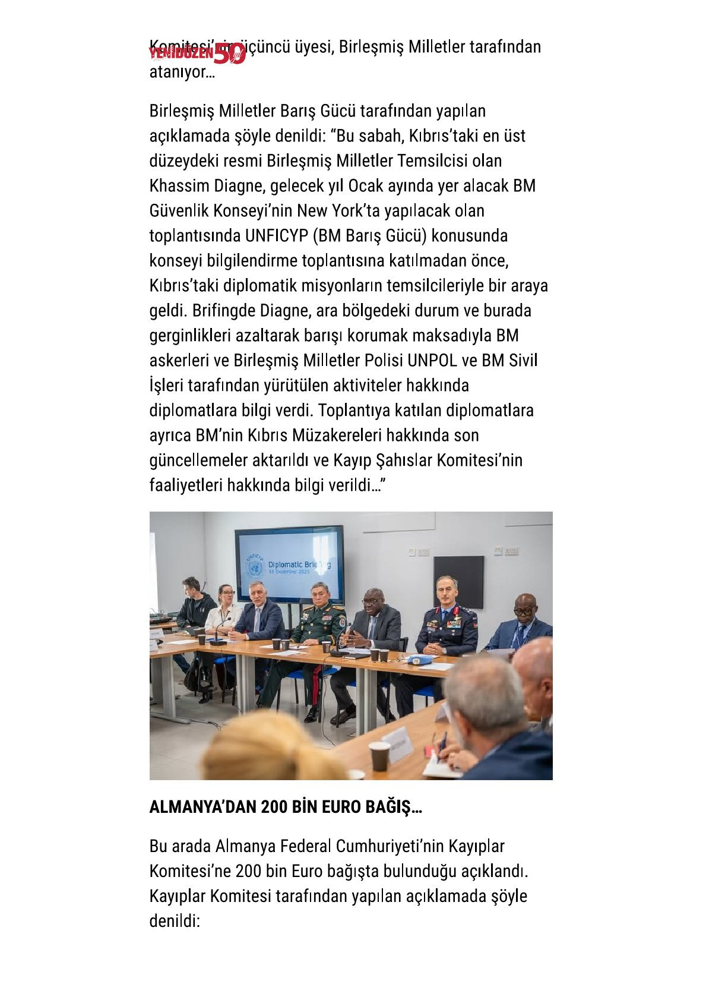 Komitesi’nin üçüncü üyesi, Birleşmiş Milletler tarafından
YENİDÜZEN 50 yıl
atanıyor…
Birleşmiş Milletler Barış Gücü tarafından yapılan
açıklamada şöyle denildi: “Bu sabah, Kıbrıs’taki en üst
düzeydeki resmi Birleşmiş Milletler Temsilcisi olan
Khassim Diagne, gelecek yıl Ocak ayında yer alacak BM
Güvenlik Konseyi’nin New York’ta yapılacak olan
toplantısında UNFICYP (BM Barış Gücü) konusunda
konseyi bilgilendirme toplantısına katılmadan önce,
Kıbrıs’taki diplomatik misyonların temsilcileriyle bir araya
geldi. Brifingde Diagne, ara bölgedeki durum ve burada
gerginlikleri azaltarak barışı korumak maksadıyla BM
askerleri ve Birleşmiş Milletler Polisi UNPOL ve BM Sivil
İşleri tarafından yürütülen aktiviteler hakkında
diplomatlara bilgi verdi. Toplantıya katılan diplomatlara
ayrıca BM’nin Kıbrıs Müzakereleri hakkında son
güncellemeler aktarıldı ve Kayıp Şahıslar Komitesi’nin
faaliyetleri hakkında bilgi verildi…”
UNFICYP
Diplomatic Briefing
18 December 2025
ALMANYA’DAN 200 BİN EURO BAĞIŞ…
Bu arada Almanya Federal Cumhuriyeti’nin Kayıplar
Komitesi’ne 200 bin Euro bağışta bulunduğu açıklandı.
Kayıplar Komitesi tarafından yapılan açıklamada şöyle
denildi: